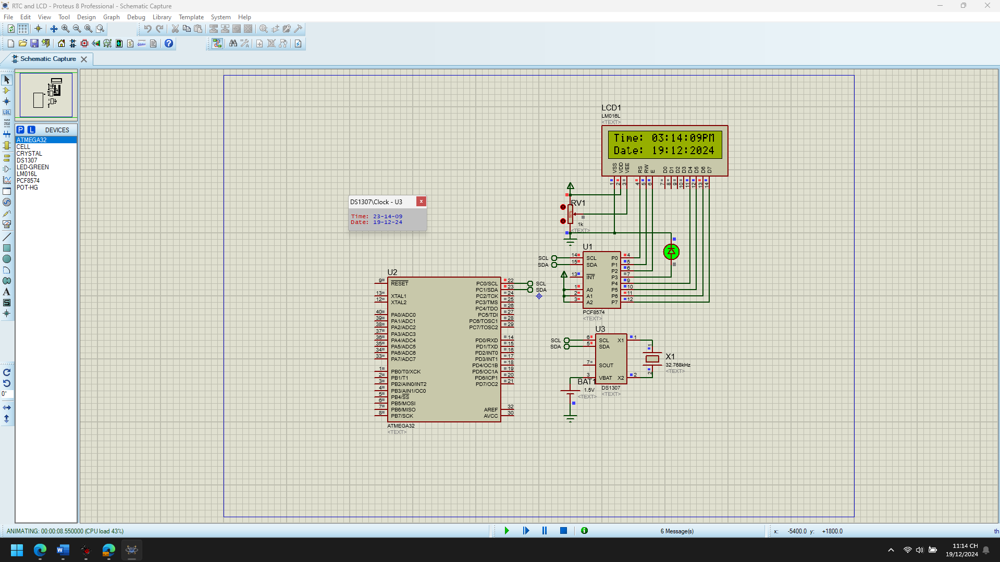 RTC and LCD - Proteus 8 Professional - Schematic Capture
File Edit View Tool Design Graph Debug Library Template System Help
Schematic Capture
P L DEVICES
ATMEGA32
CELL
CRYSTAL
DS1307
LED-GREEN
LM016L
PCF8574
POT-HG
LBL
A
S
0°
LCD1
LM016L
<TEXT>
Time: 03:14:09PM
Date: 19:12:2024
VSS VDD VEE RS RW E D0 D1 D2 D3 D4 D5 D6 D7
1 2 3 4 5 6 7 8 9 10 11 12 13 14
DS1307\Clock - U3
Time: 23-14-09
Date: 19-12-24
RV1
1k
<TEXT>
U1
SCL 14 SCL P0 4
SDA 15 SDA P1 5
P2 6
13 INT P3 7
P4 9
1 A0 P5 10
2 A1 P6 11
3 A2 P7 12
PCF8574
<TEXT>
U2
9 RESET PC0/SCL 22 SCL
PC1/SDA 23 SDA
13 XTAL1 PC2/TCK 24
12 XTAL2 PC3/TMS 25
PC4/TDO 26
40 PA0/ADC0 PC5/TDI 27
39 PA1/ADC1 PC6/TOSC1 28
38 PA2/ADC2 PC7/TOSC2 29
37 PA3/ADC3
36 PA4/ADC4 PD0/RXD 14
35 PA5/ADC5 PD1/TXD 15
34 PA6/ADC6 PD2/INT0 16
33 PA7/ADC7 PD3/INT1 17
PD4/OC1B 18
1 PB0/T0/XCK PD5/OC1A 19
2 PB1/T1 PD6/ICP1 20
3 PB2/AIN0/INT2 PD7/OC2 21
4 PB3/AIN1/OC0
5 PB4/SS
6 PB5/MOSI
7 PB6/MISO AREF 32
8 PB7/SCK AVCC 30
ATMEGA32
<TEXT>
U3
SCL 6 SCL X1 1
SDA 5 SDA
7 SOUT
3 VBAT X2 2
DS1307
<TEXT>
X1
32.768kHz
<TEXT>
1
2
BAT1
1.5V
<TEXT>
ANIMATING: 00:00:08.550000 (CPU load 43%)
6 Message(s)
x: -5400.0 y: +1800.0 th
11:14 CH
19/12/2024